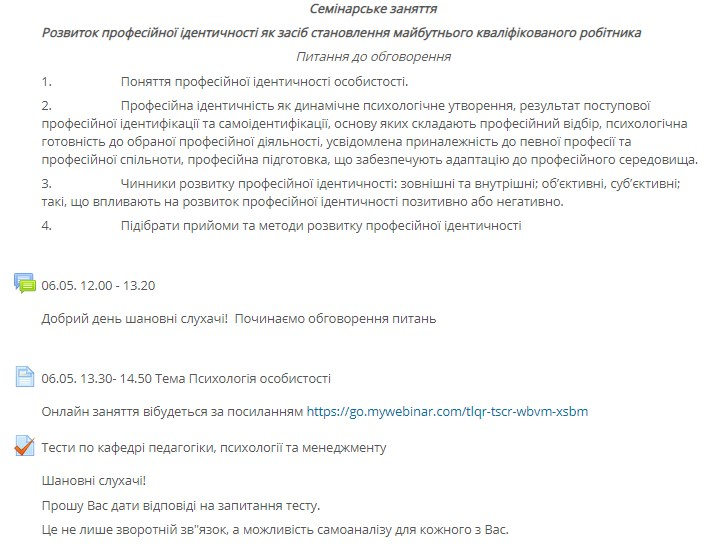 Семінарське заняття
Розвиток професійної ідентичності як засіб становлення майбутнього кваліфікованого робітника
Питання до обговорення
1. Поняття професійної ідентичності особистості.
2. Професійна ідентичність як динамічне психологічне утворення, результат поступової
професійної ідентифікації та самоідентифікації, основу яких складають професійний відбір, психологічна
готовність до обраної професійної діяльності, усвідомлена приналежність до певної професії та
професійної спільноти, професійна підготовка, що забезпечують адаптацію до професійного середовища.
3. Чинники розвитку професійної ідентичності: зовнішні та внутрішні; об’єктивні, суб’єктивні;
такі, що впливають на розвиток професійної ідентичності позитивно або негативно.
4. Підібрати прийоми та методи розвитку професійної ідентичності
06.05. 12.00 - 13.20
Добрий день шановні слухачі! Починаємо обговорення питань
06.05. 13.30- 14.50 Тема Психологія особистості
Онлайн заняття вібудеться за посиланням https://go.mywebinar.com/tlqr-tscr-wbvm-xsbm
Тести по кафедрі педагогіки, психології та менеджменту
Шановні слухачі!
Прошу Вас дати відповіді на запитання тесту.
Це не лише зворотній зв"язок, а можливість самоаналізу для кожного з Вас.